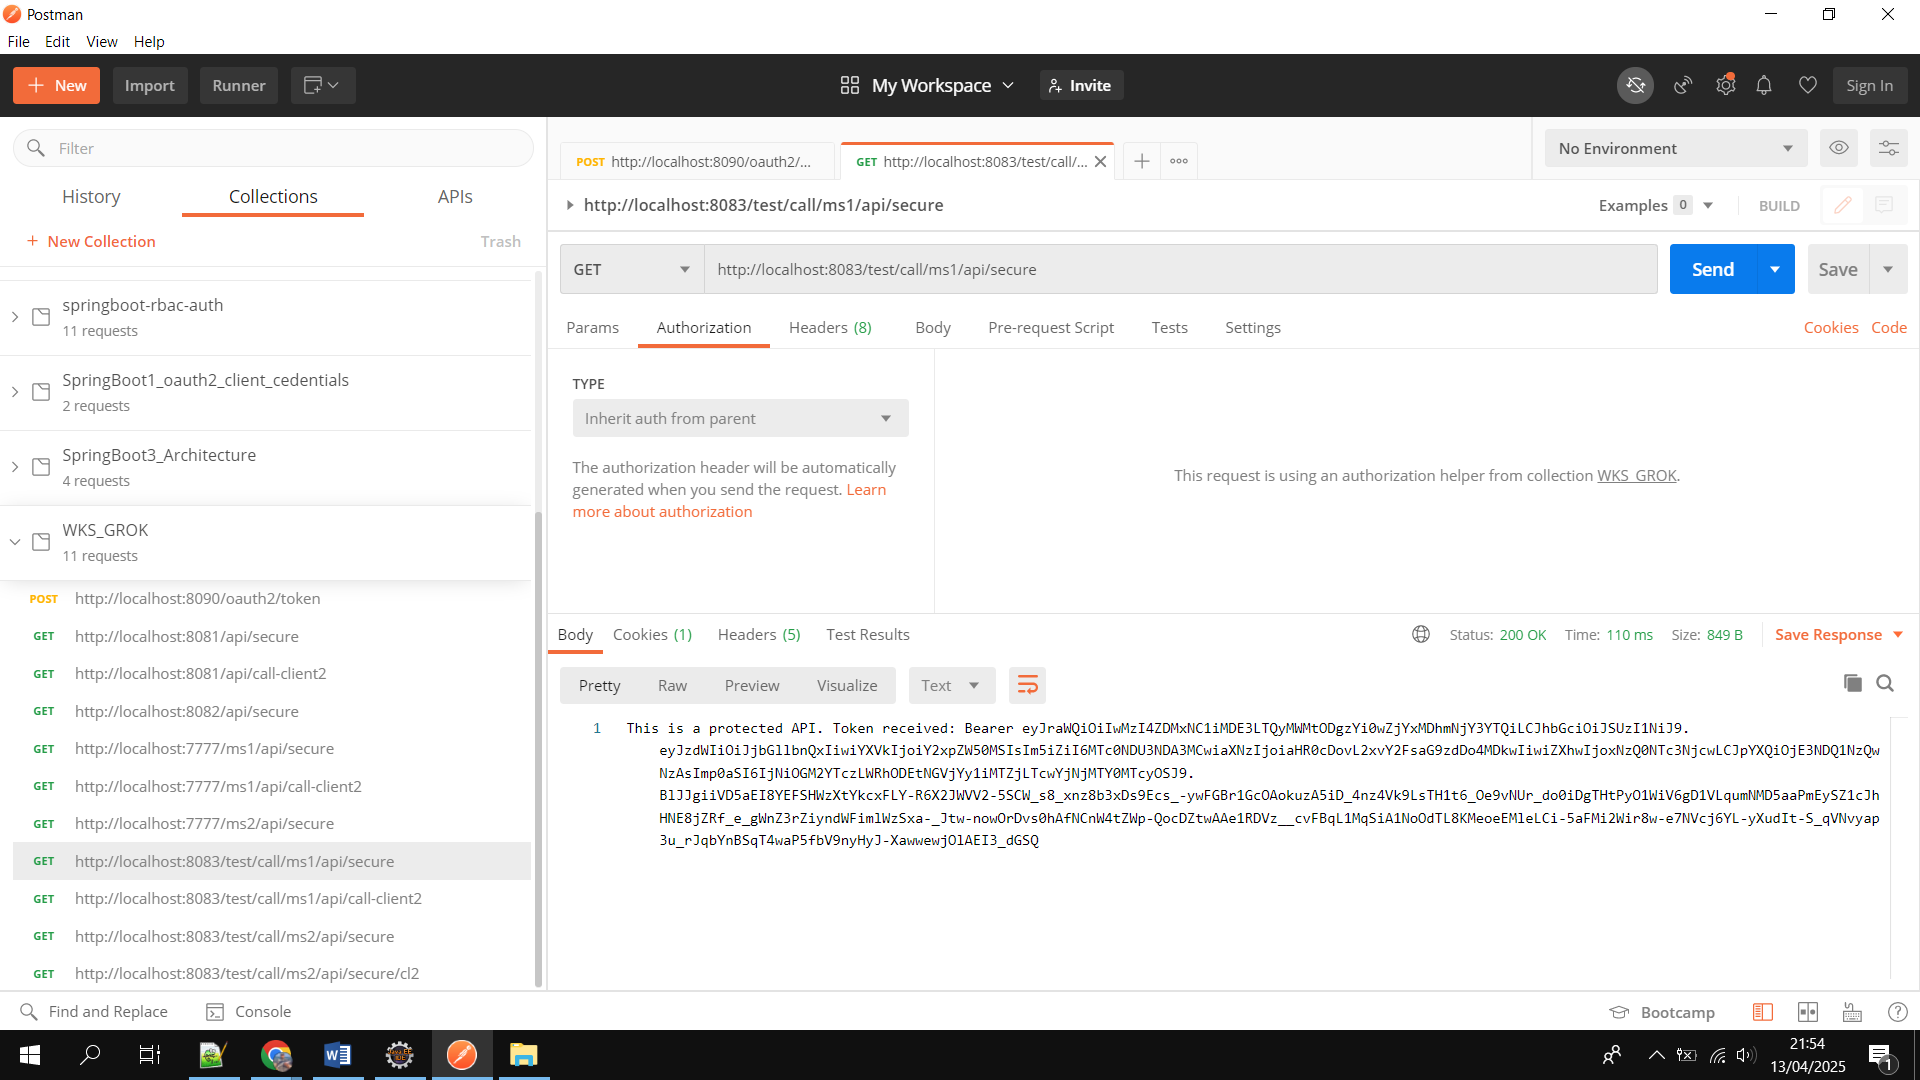 Postman
File Edit View Help
New Import Runner My Workspace Invite Sign In
Filter
History Collections APIs
+ New Collection Trash
springboot-rbac-auth
11 requests
SpringBoot1_oauth2_client_cedentials
2 requests
SpringBoot3_Architecture
4 requests
WKS_GROK
11 requests
POST http://localhost:8090/oauth2/token
GET http://localhost:8081/api/secure
GET http://localhost:8081/api/call-client2
GET http://localhost:8082/api/secure
GET http://localhost:7777/ms1/api/secure
GET http://localhost:7777/ms1/api/call-client2
GET http://localhost:7777/ms2/api/secure
GET http://localhost:8083/test/call/ms1/api/secure
GET http://localhost:8083/test/call/ms1/api/call-client2
GET http://localhost:8083/test/call/ms2/api/secure
GET http://localhost:8083/test/call/ms2/api/secure/cl2
POST http://localhost:8090/oauth2/... GET http://localhost:8083/test/call/...
No Environment
http://localhost:8083/test/call/ms1/api/secure Examples 0 BUILD
GET http://localhost:8083/test/call/ms1/api/secure Send Save
Params Authorization Headers (8) Body Pre-request Script Tests Settings Cookies Code
TYPE
Inherit auth from parent
The authorization header will be automatically
generated when you send the request. Learn
more about authorization
This request is using an authorization helper from collection WKS_GROK.
Body Cookies (1) Headers (5) Test Results Status: 200 OK Time: 110 ms Size: 849 B Save Response
Pretty Raw Preview Visualize Text
1 This is a protected API. Token received: Bearer eyJraWQiOiIwMzI4ZDMxNC1iMDE3LTQyMWMtODgzYi0wZjYxMDhmNjY3YTQiLCJhbGciOiJSUzI1NiJ9.
eyJzdWIiOiJjbGllbnQxIiwiYXVkIjoiY2xpZW50MSIsIm5iZiI6MTc0NDU3NDA3MCwiaXNzIjoiaHR0cDovL2xvY2FsaG9zdDo4MDkwIiwiZXhwIjoxNzQ0NTc3NjcwLCJpYXQiOjE3NDQ1NzQw
NzAsImp0aSI6IjNiOGM2YTczLWRhODEtNGVjYy1iMTZjLTcwYjNjMTY0MTcyOSJ9.
BlJJgiiVD5aEI8YEFSHWzXtYkcxFLY-R6X2JWVV2-5SCW_s8_xnz8b3xDs9Ecs_-ywFGBr1GcOAokuzA5iD_4nz4Vk9LsTH1t6_Oe9vNUr_do0iDgTHtPyO1WiV6gD1VLqumNMD5aaPmEySZ1cJh
HNE8jZRf_e_gWnZ3rZiyndWFimlWzSxa-_Jtw-nowOrDvs0hAfNCnW4tZWp-QocDZtwAAe1RDVz__cvFBqL1MqSiA1NoOdTL8KMeoeEMleLCi-5aFMi2Wir8w-e7NVcj6YL-yXudIt-S_qVNvyap
3u_rJqbYnBSqT4waP5fbV9nyHyJ-XawwewjOlAEI3_dGSQ
Find and Replace Console Bootcamp
21:54
13/04/2025
1